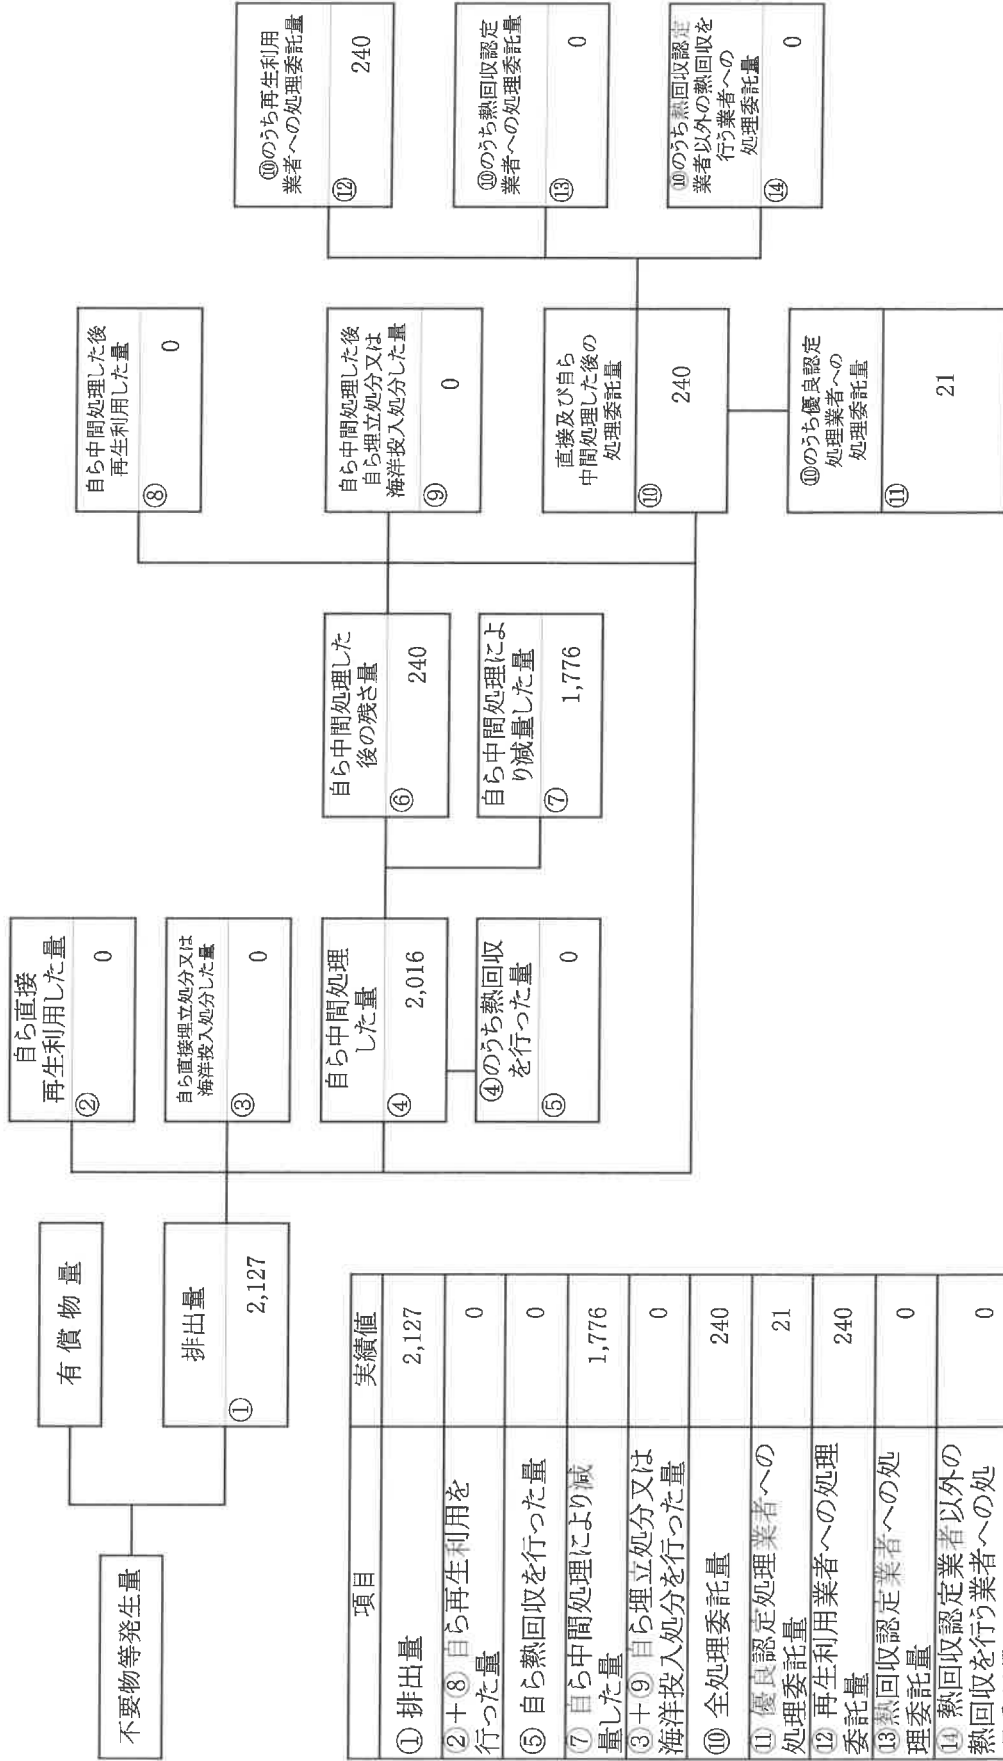 不要物等発生量
有償物量
排出量
① 2,127
自ら直接
再生利用した量
② 0
自ら直接埋立処分又は
海洋投入処分した量
③ 0
自ら中間処理
した量
④ 2,016
④のうち熱回収
を行った量
⑤ 0
自ら中間処理した
後の残さ量
⑥ 240
自ら中間処理によ
り減量した量
⑦ 1,776
自ら中間処理した後
再生利用した量
⑧ 0
自ら中間処理した後
自ら埋立処分又は
海洋投入処分した量
⑨ 0
直接及び自ら
中間処理した後の
処理委託量
⑩ 240
⑩のうち優良認定
処理業者への
処理委託量
⑪ 21
⑩のうち再生利用
業者への処理委託量
⑫ 240
⑩のうち熱回収認定
業者への処理委託量
⑬ 0
⑩のうち熱回収認定
業者以外の熱回収を
行う業者への
処理委託量
⑭ 0
項目 実績値
① 排出量 2,127
②+⑧ 自ら再生利用を
行った量 0
⑤ 自ら熱回収を行った量 0
⑦ 自ら中間処理により減
量した量 1,776
③+⑨ 自ら埋立処分又は
海洋投入処分を行った量 0
⑩ 全処理委託量 240
⑪ 優良認定処理業者への
処理委託量 21
⑫ 再生利用業者への処理
委託量 240
⑬ 熱回収認定業者への処
理委託量 0
⑭ 熱回収認定業者以外の
熱回収を行う業者への処 0